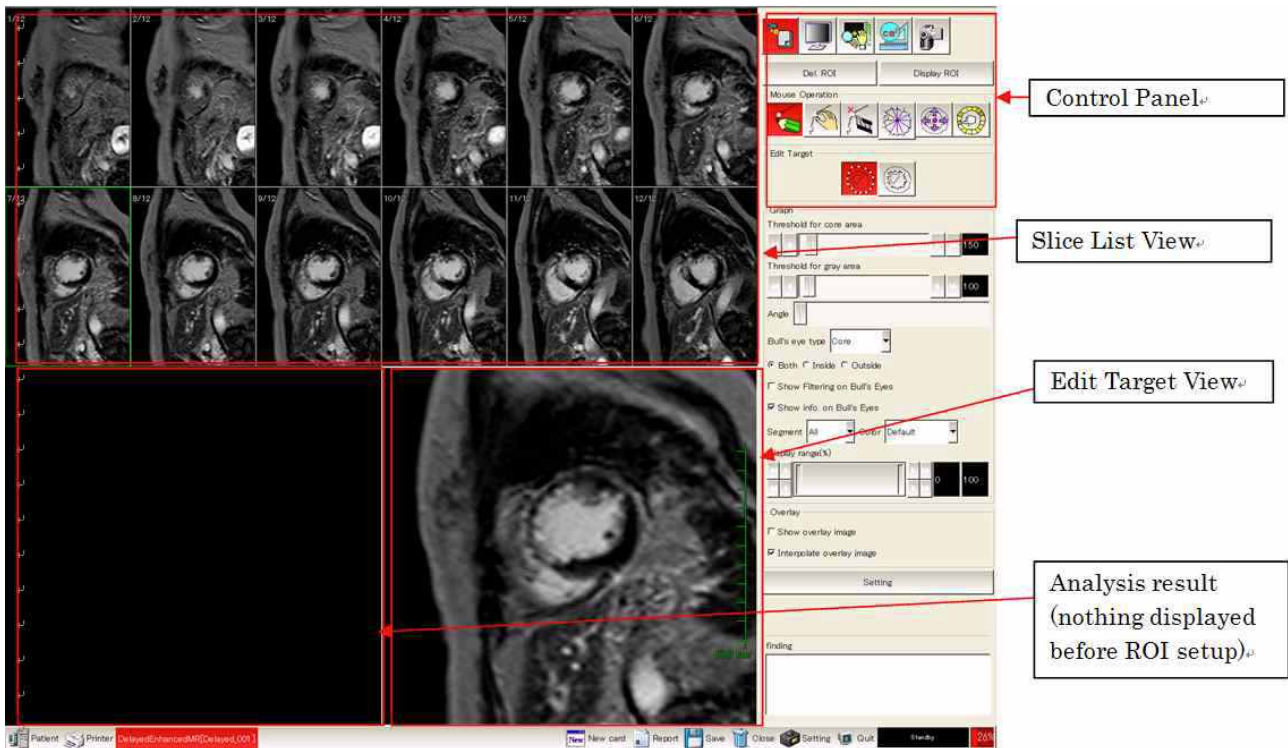 1/12
2/12
3/12
4/12
5/12
6/12
7/12
8/12
9/12
10/12
11/12
12/12
Del. ROI
Display ROI
Mouse Operation
Edit Target
Graph
Threshold for core area
150
Threshold for gray area
100
Angle
Bull's eye type Core
Both Inside Outside
Show Filtering on Bull's Eyes
Show info. on Bull's Eyes
Segment All Color Default
Display range(%)
0 100
Overlay
Show overlay image
Interpolate overlay image
Setting
finding
Control Panel
Slice List View
Edit Target View
Analysis result
(nothing displayed
before ROI setup)
Patient Printer DelayedEnhancedMR[Delayed_001 ] New New card Report Save Close Setting Quit Standby 26%